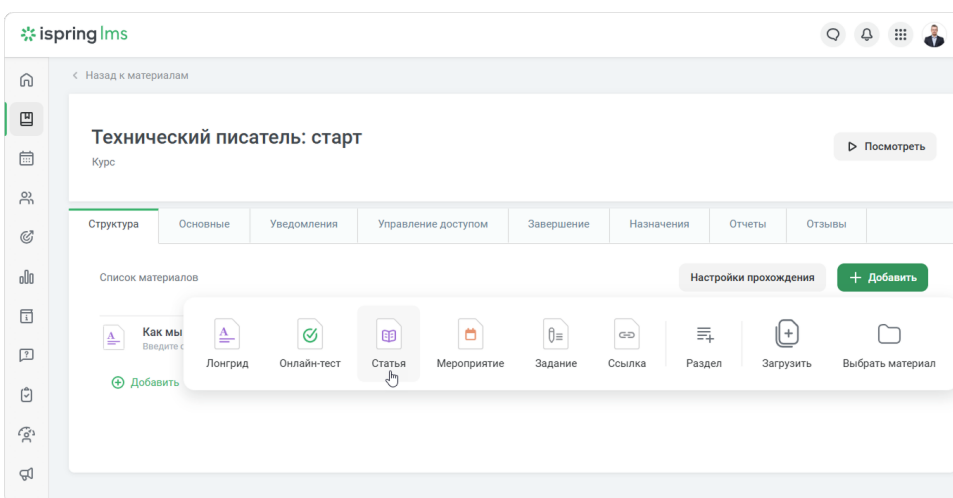 ispring lms
Назад к материалам
Технический писатель: старт
Курс
Посмотреть
Структура Основные Уведомления Управление доступом Завершение Назначения Отчеты Отзывы
Список материалов Настройки прохождения Добавить
Как мы
Введите
Лонгрид Онлайн-тест Статья Мероприятие Задание Ссылка Раздел Загрузить Выбрать материал
Добавить